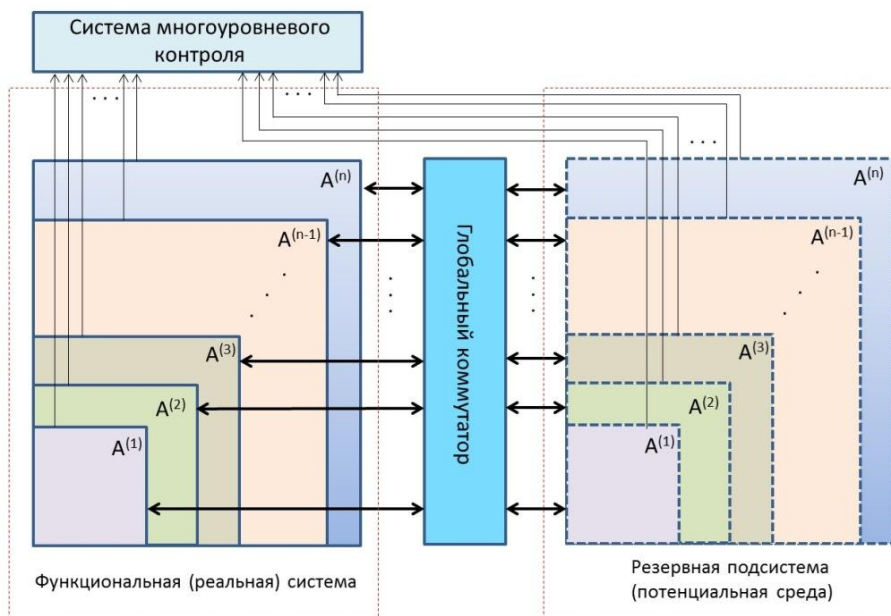 Система многоуровневого
контроля
. . .
. . .
. . .
A(n)
A(n)
A(n-1)
A(n-1)
Глобальный коммутатор
A(3)
A(3)
A(2)
A(2)
A(1)
A(1)
Функциональная (реальная) система
Резервная подсистема
(потенциальная среда)